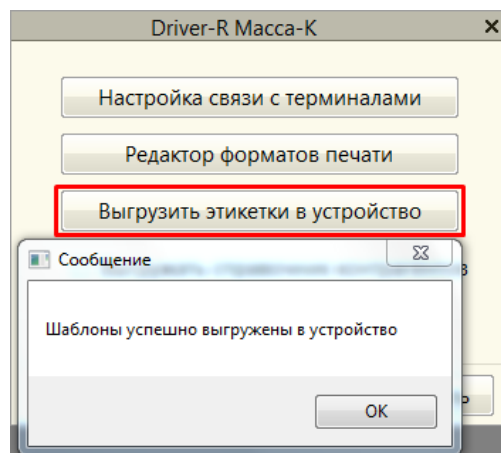 Driver-R Масса-К
Настройка связи с терминалами
Редактор форматов печати
Выгрузить этикетки в устройство
Сообщение
Шаблоны успешно выгружены в устройство
OK